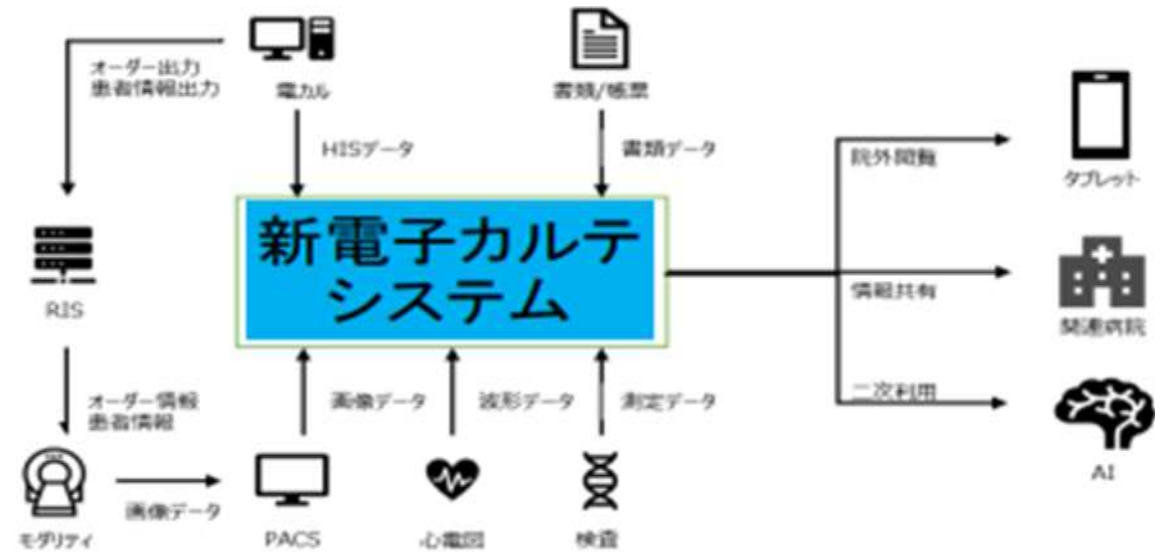 オーダー出力
患者情報出力
電カル
書類/帳票
HISデータ
書類データ
院外閲覧
タブレット
新電子カルテ
システム
RIS
情報共有
関連病院
オーダー情報
患者情報
画像データ
波形データ
測定データ
二次利用
AI
画像データ
モダリティ
PACS
心電図
検査